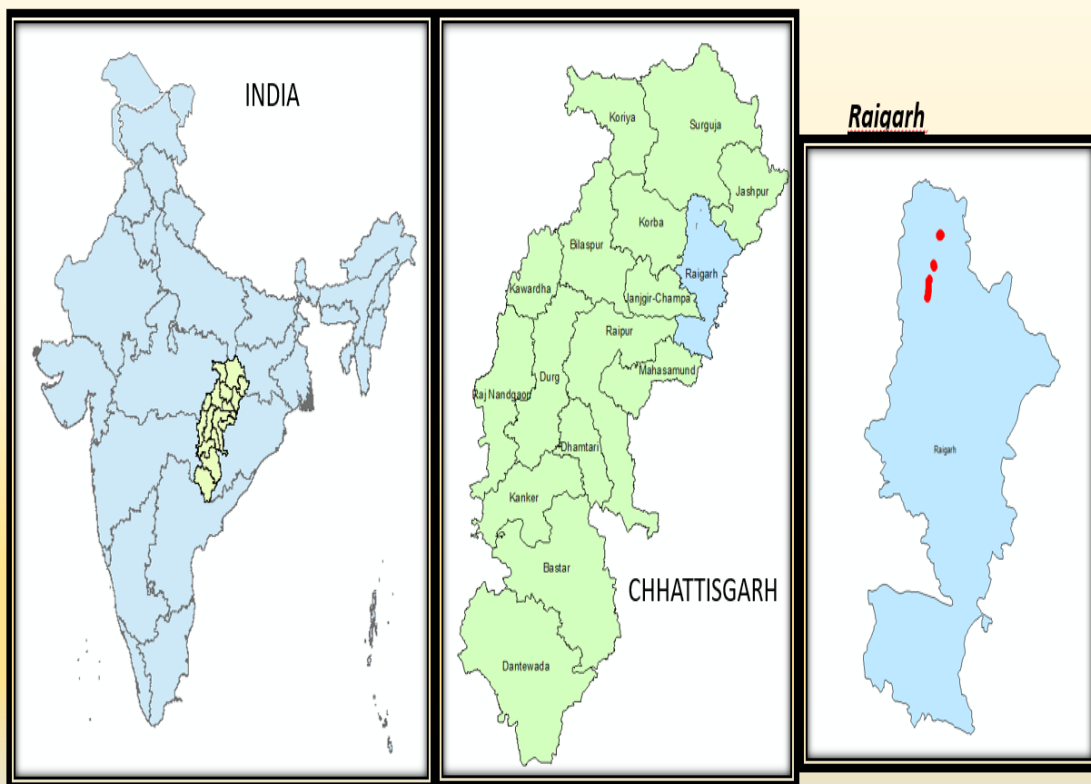 INDIA
Koriya
Surguja
Jashpur
Korba
Bilaspur
Raigarh
Kawardha
Janjgir-Champa
Raipur
Mahasamund
Durg
Raj Nandgaon
Dhamtari
Kanker
Bastar
CHHATTISGARH
Dantewada
Raigarh
Raigarh